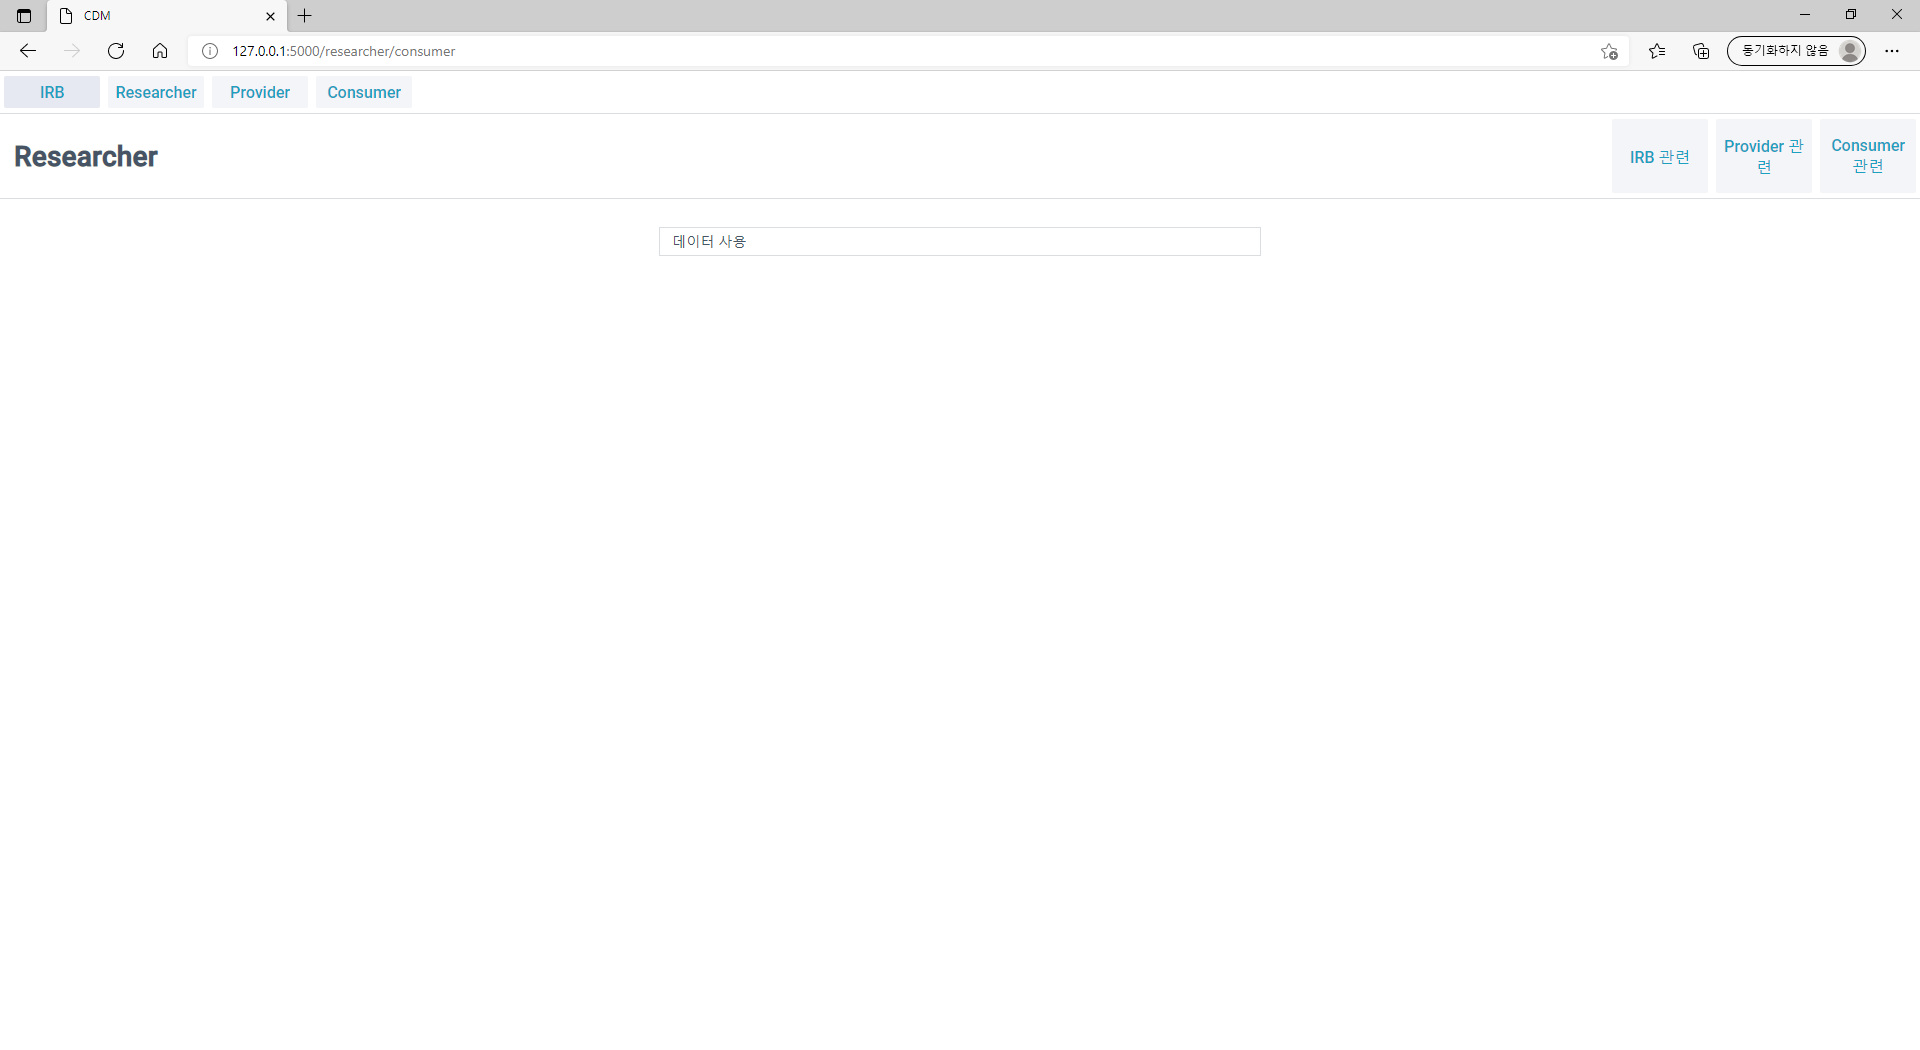 CDM
127.0.0.1:5000/researcher/consumer
동기화하지 않음
IRB
Researcher
Provider
Consumer
Researcher
IRB 관련
Provider 관
련
Consumer
관련
데이터 사용